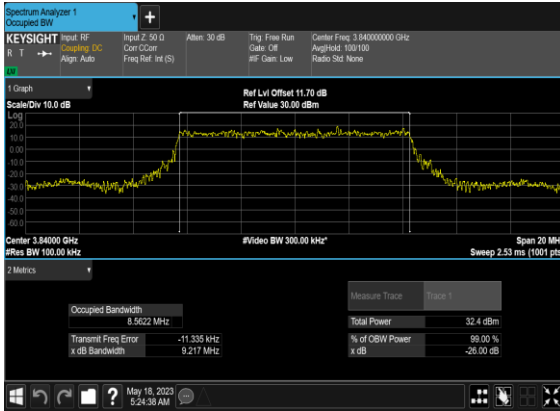 Spectrum Analyzer 1
Occupied BW
+
KEYSIGHT Input: RF Input Z: 50 Ω Atten: 30 dB Trig: Free Run Center Freq: 3.840000000 GHz
R T Coupling: DC Corr CCorr Gate: Off Avg|Hold: 100/100
Align: Auto Freq Ref: Int (S) #IF Gain: Low Radio Std: None
1 Graph
Ref Lvl Offset 11.70 dB
Scale/Div 10.0 dB Ref Value 30.00 dBm
Log
20.0
10.0
0.00
-10.0
-20.0
-30.0
-40.0
-50.0
-60.0
Center 3.84000 GHz #Video BW 300.00 kHz* Span 20 MH
#Res BW 100.00 kHz Sweep 2.53 ms (1001 pts
2 Metrics
Measure Trace Trace 1
Occupied Bandwidth
8.5622 MHz Total Power 32.4 dBm
Transmit Freq Error -11.335 kHz % of OBW Power 99.00 %
x dB Bandwidth 9.217 MHz x dB -26.00 dB
? May 18, 2023
5:24:38 AM